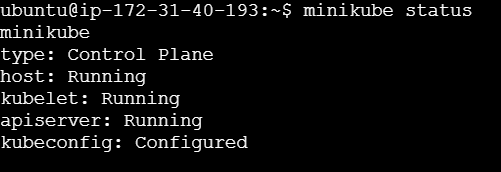 ubuntu@ip-172-31-40-193:~$ minikube status
minikube
type: Control Plane
host: Running
kubelet: Running
apiserver: Running
kubeconfig: Configured